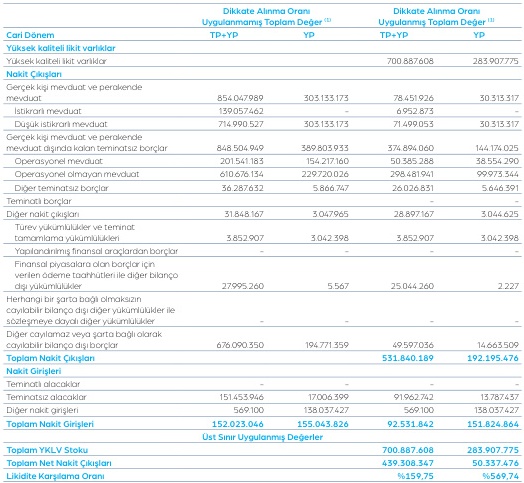 Dikkate Alınma Oranı Uygulanmamış Toplam Değer (1) Dikkate Alınma Oranı Uygulanmış Toplam Değer (1)
Cari Dönem TP+YP YP TP+YP YP
Yüksek kaliteli likit varlıklar
Yüksek kaliteli likit varlıklar 700.887.608 283.907.775
Nakit Çıkışları
Gerçek kişi mevduat ve perakende
mevduat 854.047.989 303.133.173 78.451.926 30.313.317
İstikrarlı mevduat 139.057.462 – 6.952.873 –
Düşük istikrarlı mevduat 714.990.527 303.133.173 71.499.053 30.313.317
Gerçek kişi mevduat ve perakende
mevduat dışında kalan teminatsız borçlar 848.504.949 389.803.933 374.894.060 144.174.025
Operasyonel mevduat 201.541.183 154.217.160 50.385.288 38.554.290
Operasyonel olmayan mevduat 610.676.134 229.720.026 298.481.941 99.973.344
Diğer teminatsız borçlar 36.287.632 5.866.747 26.026.831 5.646.391
Teminatlı borçlar – –
Diğer nakit çıkışları 31.848.167 3.047.965 28.897.167 3.044.625
Türev yükümlülükler ve teminat
tamamlama yükümlülükleri 3.852.907 3.042.398 3.852.907 3.042.398
Yapılandırılmış finansal araçlardan borçlar – – – –
Finansal piyasalara olan borçlar için
verilen ödeme taahhütleri ile diğer bilanço
dışı yükümlülükler 27.995.260 5.567 25.044.260 2.227
Herhangi bir şarta bağlı olmaksızın
cayılabilir bilanço dışı diğer yükümlülükler ile
sözleşmeye dayalı diğer yükümlülükler – – – –
Diğer cayılamaz veya şarta bağlı olarak
cayılabilir bilanço dışı borçlar 676.090.350 194.771.359 49.597.036 14.663.509
Toplam Nakit Çıkışları 531.840.189 192.195.476
Nakit Girişleri
Teminatlı alacaklar – – – –
Teminatsız alacaklar 151.453.946 17.006.399 91.962.742 13.787.437
Diğer nakit girişleri 569.100 138.037.427 569.100 138.037.427
Toplam Nakit Girişleri 152.023.046 155.043.826 92.531.842 151.824.864
Üst Sınır Uygulanmış Değerler
Toplam YKLV Stoku 700.887.608 283.907.775
Toplam Net Nakit Çıkışları 439.308.347 50.337.476
Likidite Karşılama Oranı %159,75 %569,74